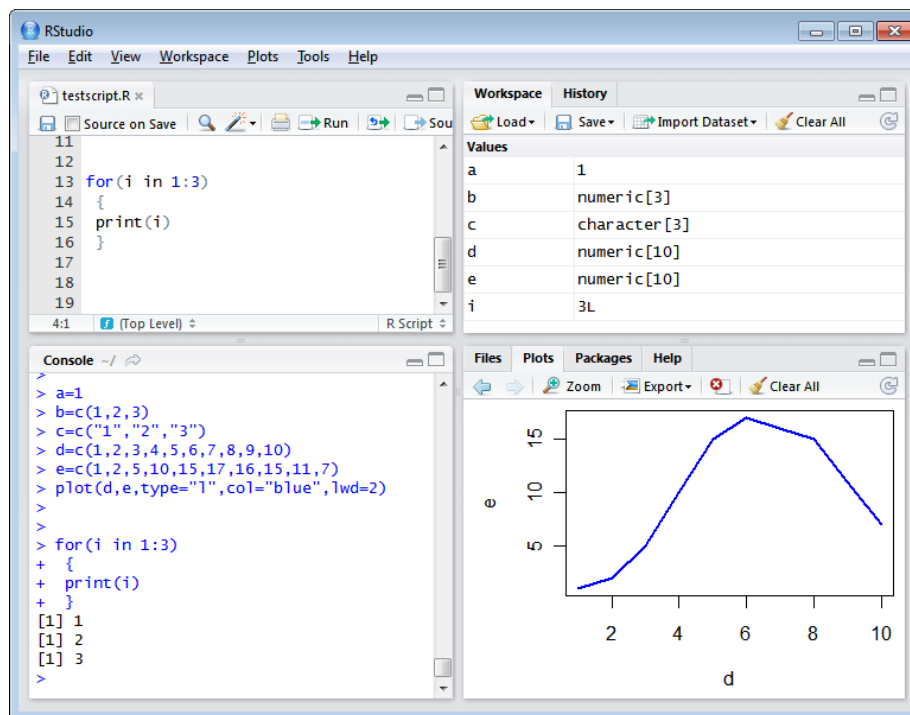 RStudio
File Edit View Workspace Plots Tools Help
testscript.R
Source on Save Run Sou
11
12
13 for(i in 1:3)
14 {
15 print(i)
16 }
17
18
19
4:1 (Top Level) R Script
Workspace History
Load Save Import Dataset Clear All
Values
a 1
b numeric[3]
c character[3]
d numeric[10]
e numeric[10]
i 3L
Console ~/
>
> a=1
> b=c(1,2,3)
> c=c("1","2","3")
> d=c(1,2,3,4,5,6,7,8,9,10)
> e=c(1,2,5,10,15,17,16,15,11,7)
> plot(d,e,type="l",col="blue",lwd=2)
>
>
> for(i in 1:3)
+ {
+ print(i)
+ }
[1] 1
[1] 2
[1] 3
>
Files Plots Packages Help
Zoom Export Clear All
15
10
5
e
2 4 6 8 10
d